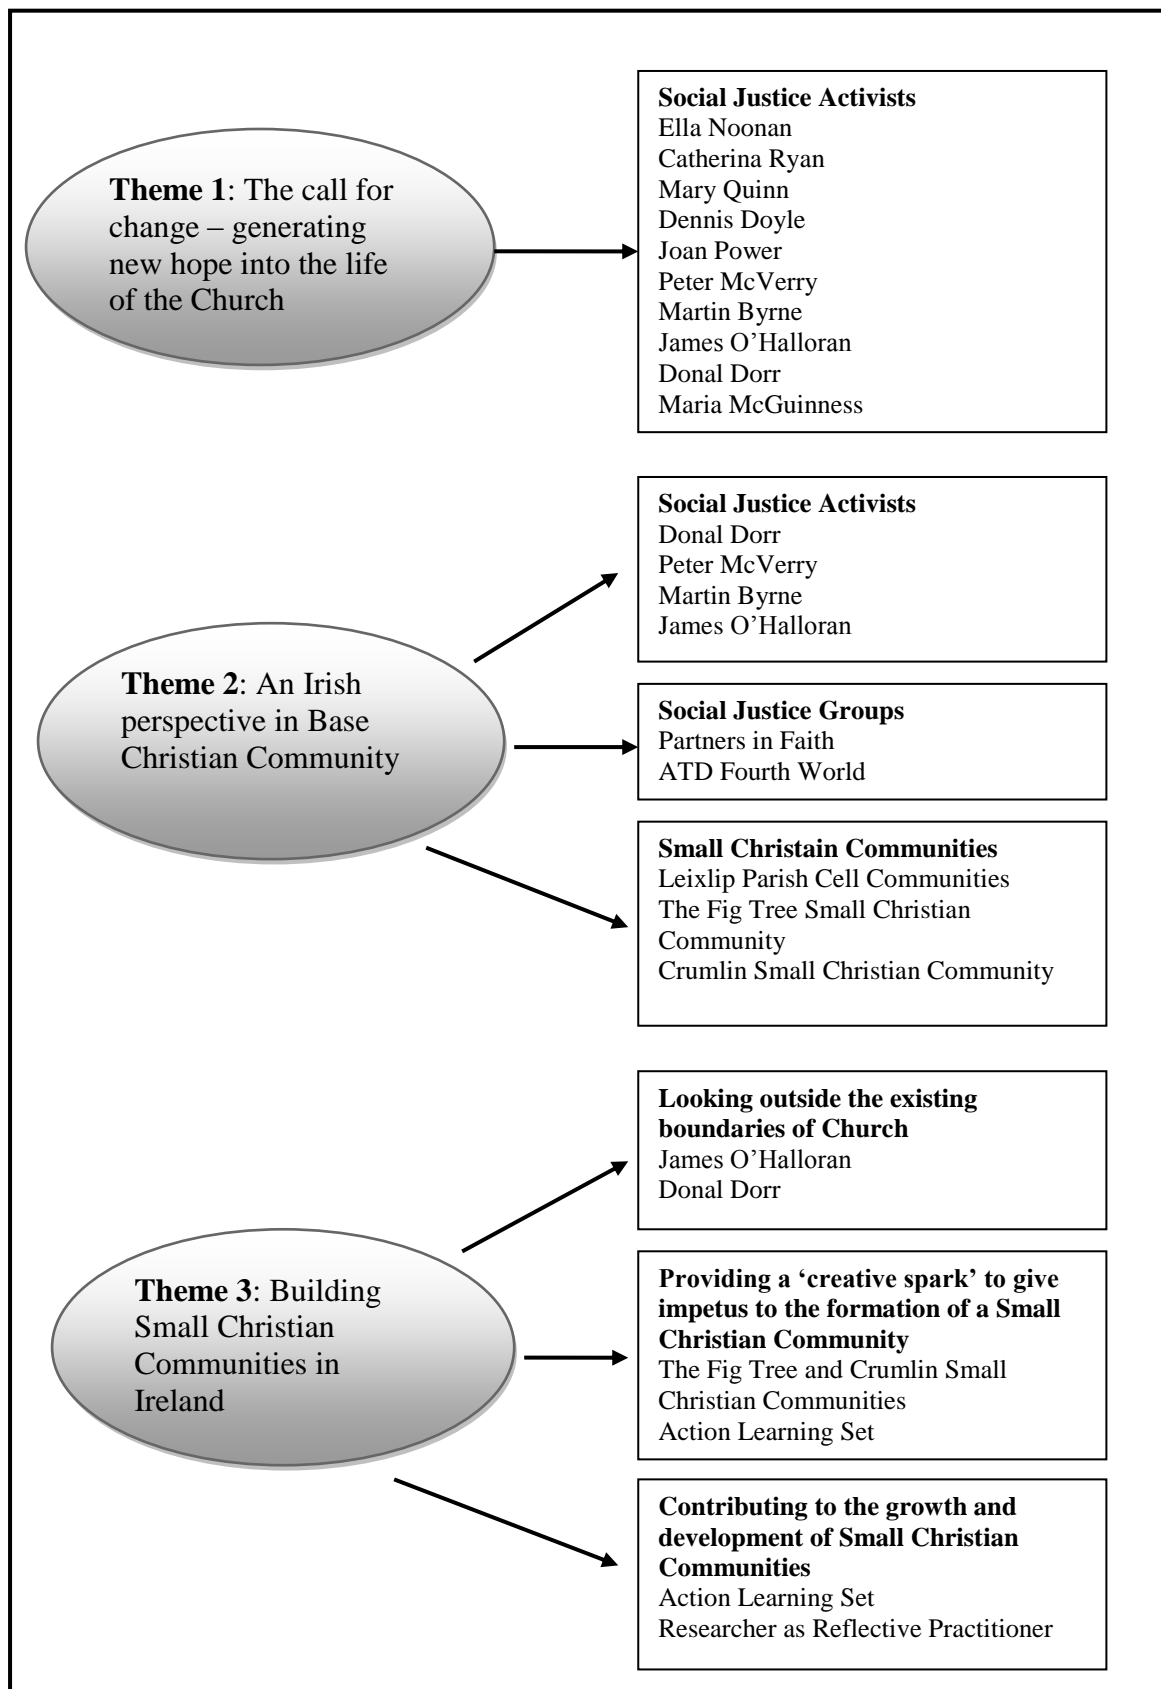 Theme 1: The call for
change – generating
new hope into the life
of the Church
Social Justice Activists
Ella Noonan
Catherina Ryan
Mary Quinn
Dennis Doyle
Joan Power
Peter McVerry
Martin Byrne
James O’Halloran
Donal Dorr
Maria McGuinness
Theme 2: An Irish
perspective in Base
Christian Community
Social Justice Activists
Donal Dorr
Peter McVerry
Martin Byrne
James O’Halloran
Social Justice Groups
Partners in Faith
ATD Fourth World
Small Christain Communities
Leixlip Parish Cell Communities
The Fig Tree Small Christian
Community
Crumlin Small Christian Community
Theme 3: Building
Small Christian
Communities in
Ireland
Looking outside the existing
boundaries of Church
James O’Halloran
Donal Dorr
Providing a ‘creative spark’ to give
impetus to the formation of a Small
Christian Community
The Fig Tree and Crumlin Small
Christian Communities
Action Learning Set
Contributing to the growth and
development of Small Christian
Communities
Action Learning Set
Researcher as Reflective Practitioner